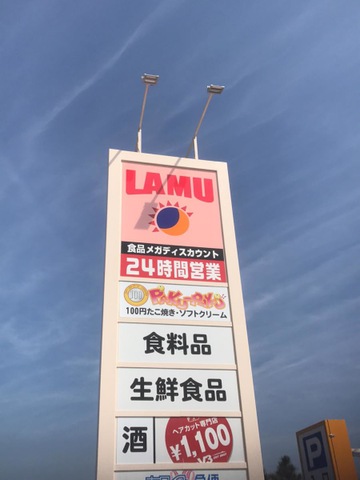 LAMU
食品メガディスカウント
24時間営業
100
PAKUPAKU
100円たこ焼き・ソフトクリーム
食料品
生鮮食品
酒
ヘアカット専門店
¥1,100
P